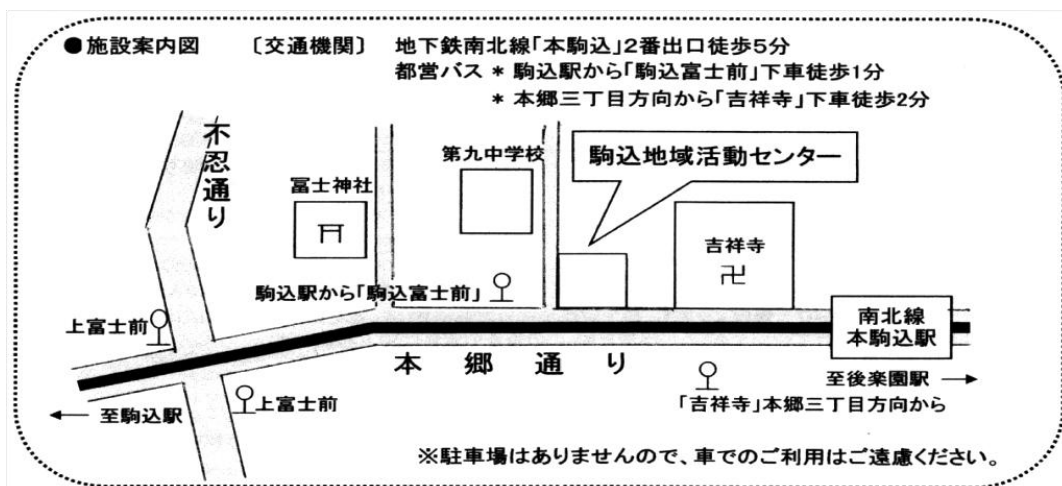 ●施設案内図　〔交通機関〕　地下鉄南北線「本駒込」2番出口徒歩5分
都営バス * 駒込駅から「駒込富士前」下車徒歩1分
* 本郷三丁目方向から「吉祥寺」下車徒歩2分
不忍通り
冨士神社
第九中学校
駒込地域活動センター
吉祥寺
駒込駅から「駒込富士前」
上富士前
南北線
本駒込駅
本郷通り
至後楽園駅 →
← 至駒込駅
上富士前
「吉祥寺」本郷三丁目方向から
※駐車場はありませんので、車でのご利用はご遠慮ください。